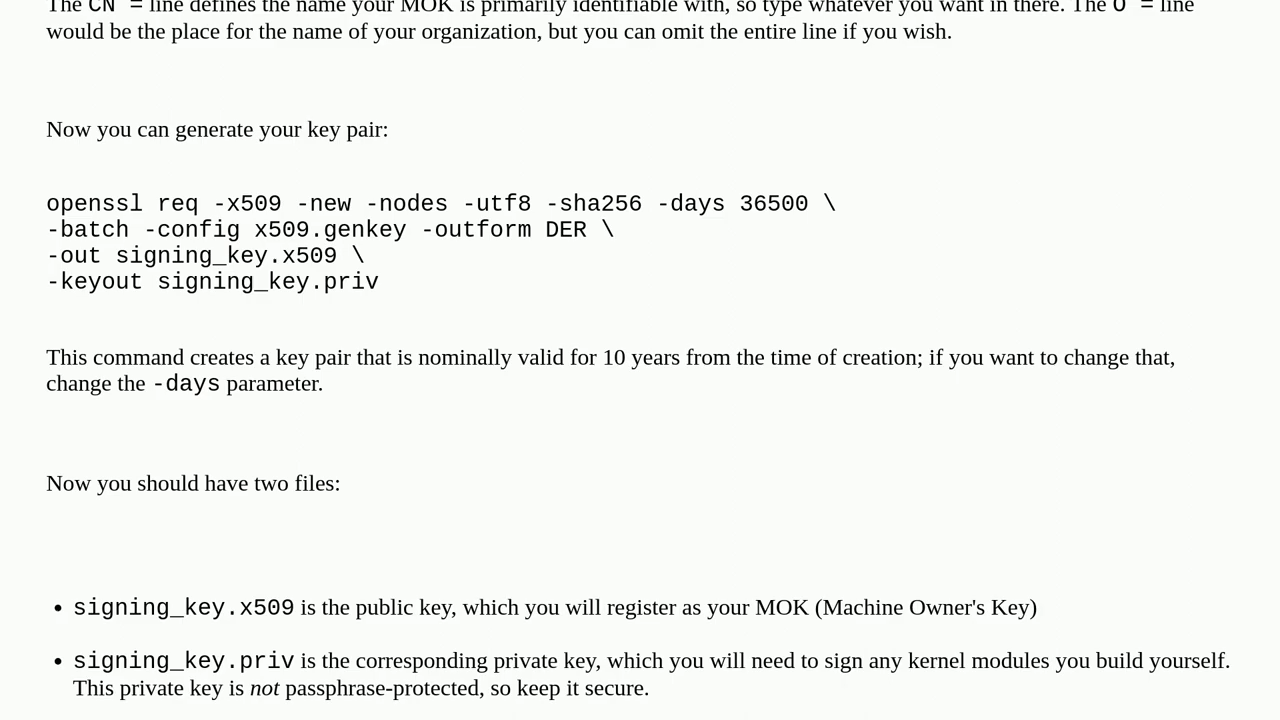 The CN = line defines the name your MOK is primarily identifiable with, so type whatever you want in there. The O = line
would be the place for the name of your organization, but you can omit the entire line if you wish.
Now you can generate your key pair:
openssl req -x509 -new -nodes -utf8 -sha256 -days 36500 \
-batch -config x509.genkey -outform DER \
-out signing_key.x509 \
-keyout signing_key.priv
This command creates a key pair that is nominally valid for 10 years from the time of creation; if you want to change that,
change the -days parameter.
Now you should have two files:
• signing_key.x509 is the public key, which you will register as your MOK (Machine Owner's Key)
• signing_key.priv is the corresponding private key, which you will need to sign any kernel modules you build yourself.
This private key is not passphrase-protected, so keep it secure.